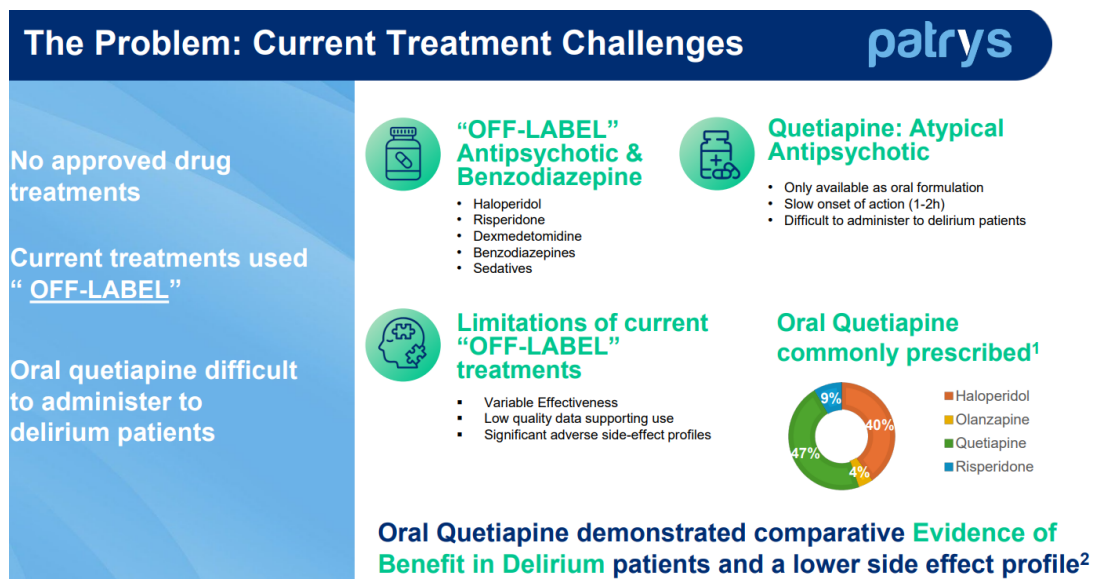 The Problem: Current Treatment Challenges
patrys
No approved drug
treatments
Current treatments used
“ OFF-LABEL”
Oral quetiapine difficult
to administer to
delirium patients
“OFF-LABEL”
Antipsychotic &
Benzodiazepine
• Haloperidol
• Risperidone
• Dexmedetomidine
• Benzodiazepines
• Sedatives
Quetiapine: Atypical
Antipsychotic
• Only available as oral formulation
• Slow onset of action (1-2h)
• Difficult to administer to delirium patients
Limitations of current
“OFF-LABEL”
treatments
▪ Variable Effectiveness
▪ Low quality data supporting use
▪ Significant adverse side-effect profiles
Oral Quetiapine
commonly prescribed¹
9%
40%
47%
4%
Haloperidol
Olanzapine
Quetiapine
Risperidone
Oral Quetiapine demonstrated comparative Evidence of
Benefit in Delirium patients and a lower side effect profile²